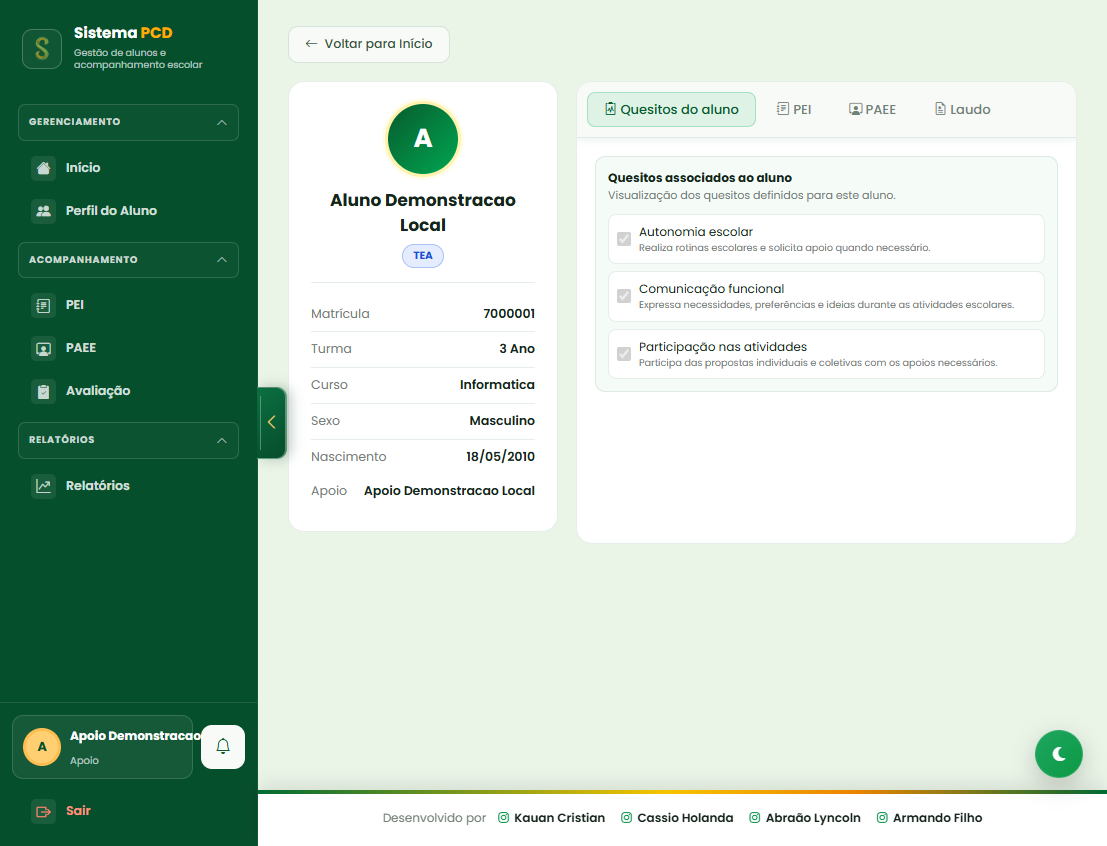 Sistema PCD
Gestão de alunos e
acompanhamento escolar
GERENCIAMENTO
Início
Perfil do Aluno
ACOMPANHAMENTO
PEI
PAEE
Avaliação
RELATÓRIOS
Relatórios
A
Apoio Demonstracao
Apoio
Sair
Voltar para Início
A
Aluno Demonstracao
Local
TEA
Matrícula 7000001
Turma 3 Ano
Curso Informatica
Sexo Masculino
Nascimento 18/05/2010
Apoio Apoio Demonstracao Local
Quesitos do aluno PEI PAEE Laudo
Quesitos associados ao aluno
Visualização dos quesitos definidos para este aluno.
Autonomia escolar
Realiza rotinas escolares e solicita apoio quando necessário.
Comunicação funcional
Expressa necessidades, preferências e ideias durante as atividades escolares.
Participação nas atividades
Participa das propostas individuais e coletivas com os apoios necessários.
Desenvolvido por Kauan Cristian Cassio Holanda Abraão Lyncoln Armando Filho